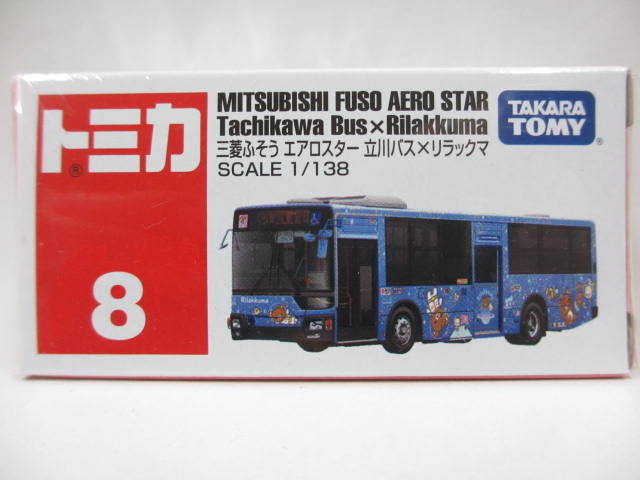 トミカ
®
8
MITSUBISHI FUSO AERO STAR
Tachikawa Bus×Rilakkuma
三菱ふそう エアロスター 立川バス×リラックマ
SCALE 1/138
TAKARA
TOMY
®
Rilakkuma